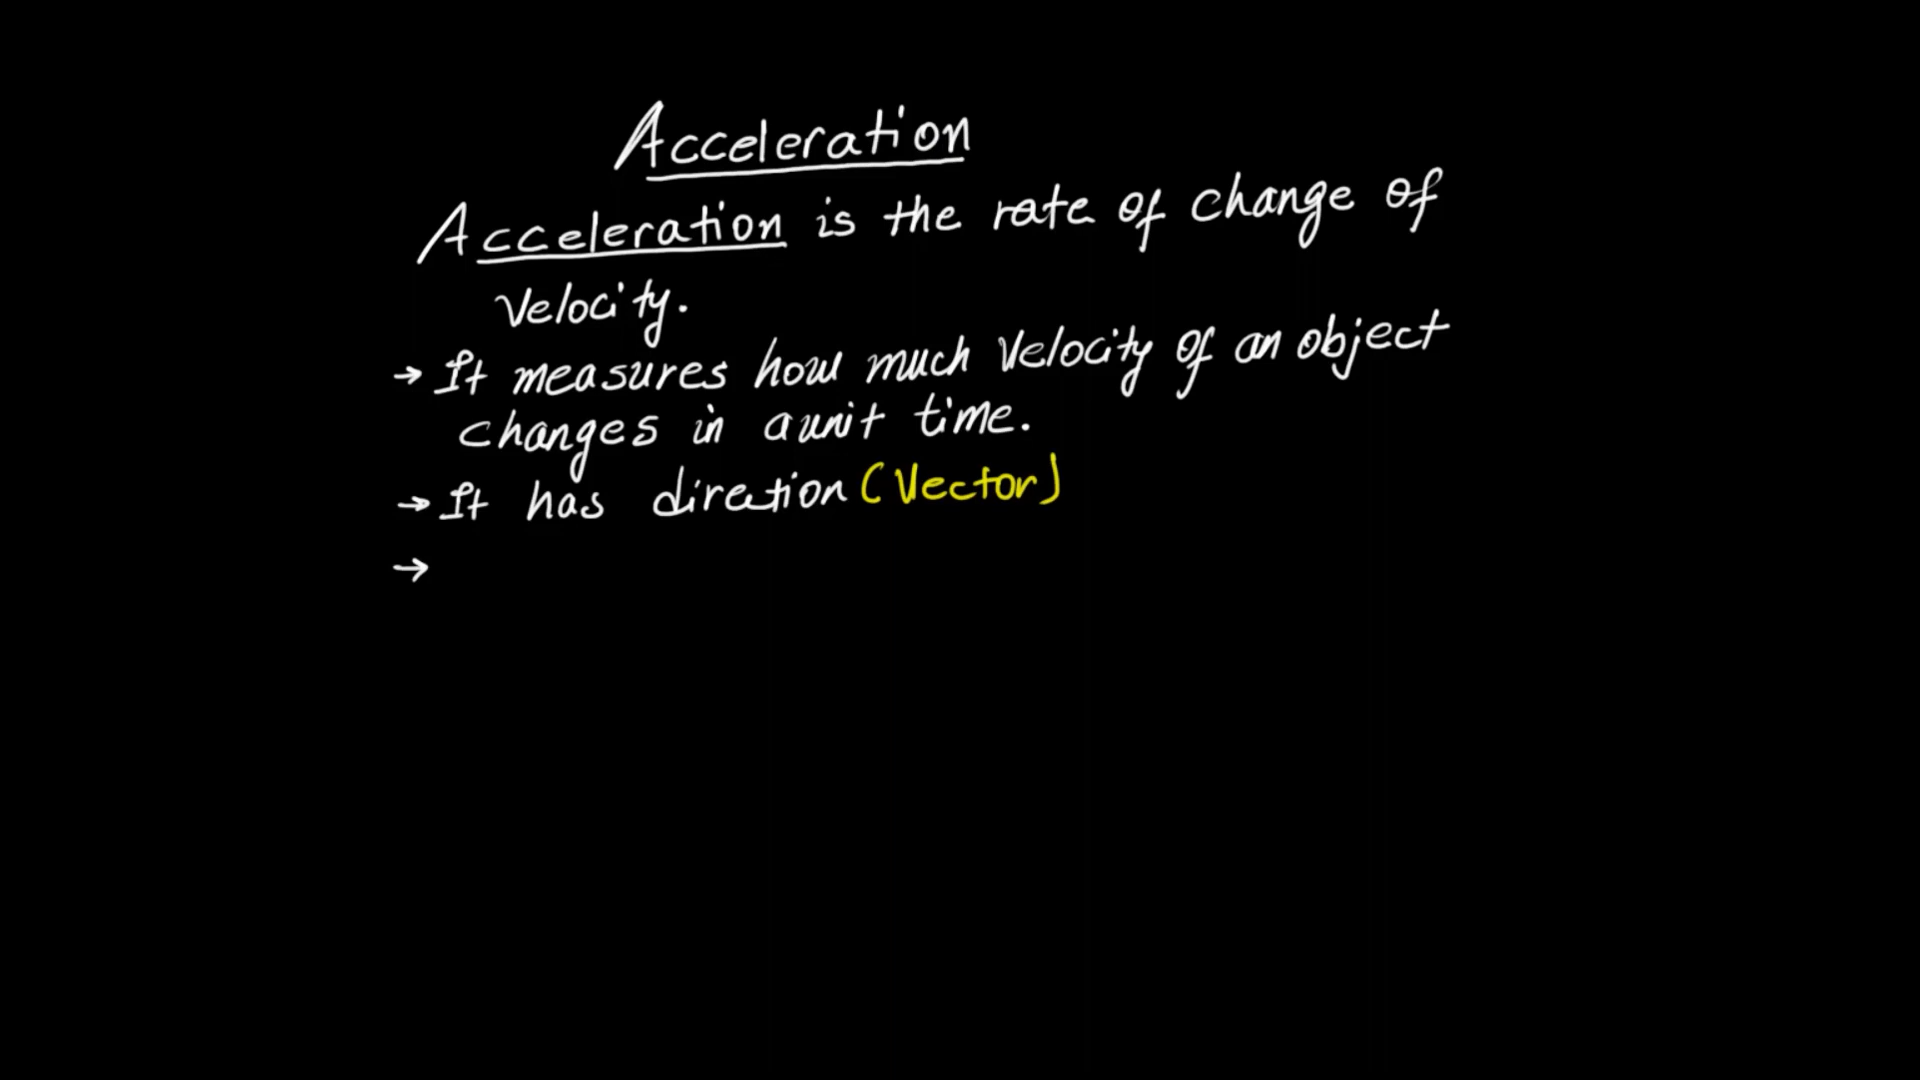 Acceleration
Acceleration is the rate of change of
Velocity.
→ It measures how much Velocity of an object
changes in a unit time.
→ It has diretion (Vector)
→